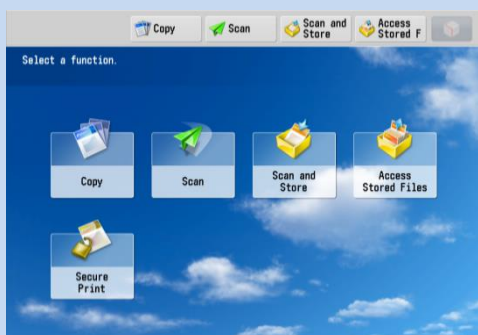 Copy
Scan
Scan and
Store
Access
Stored F
Select a function.
Copy
Scan
Scan and
Store
Access
Stored Files
Secure
Print